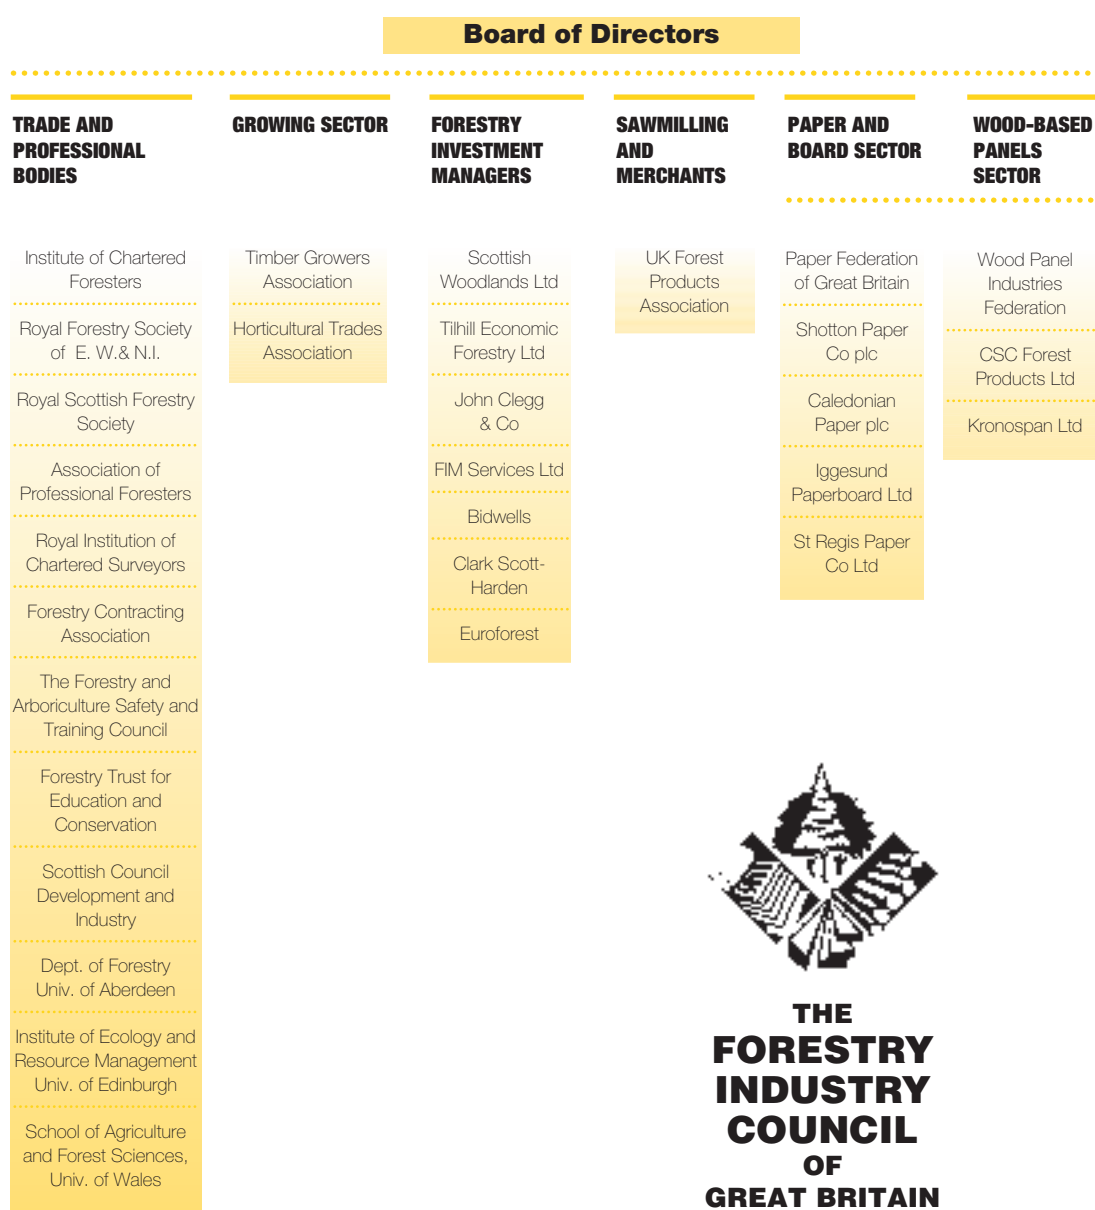 Board of Directors
TRADE AND
PROFESSIONAL
BODIES
Institute of Chartered
Foresters
Royal Forestry Society
of E. W.& N.I.
Royal Scottish Forestry
Society
Association of
Professional Foresters
Royal Institution of
Chartered Surveyors
Forestry Contracting
Association
The Forestry and
Arboriculture Safety and
Training Council
Forestry Trust for
Education and
Conservation
Scottish Council
Development and
Industry
Dept. of Forestry
Univ. of Aberdeen
Institute of Ecology and
Resource Management
Univ. of Edinburgh
School of Agriculture
and Forest Sciences,
Univ. of Wales
GROWING SECTOR
Timber Growers
Association
Horticultural Trades
Association
FORESTRY
INVESTMENT
MANAGERS
Scottish
Woodlands Ltd
Tilhill Economic
Forestry Ltd
John Clegg
& Co
FIM Services Ltd
Bidwells
Clark Scott-
Harden
Euroforest
SAWMILLING
AND
MERCHANTS
UK Forest
Products
Association
PAPER AND
BOARD SECTOR
Paper Federation
of Great Britain
Shotton Paper
Co plc
Caledonian
Paper plc
Iggesund
Paperboard Ltd
St Regis Paper
Co Ltd
WOOD-BASED
PANELS
SECTOR
Wood Panel
Industries
Federation
CSC Forest
Products Ltd
Kronospan Ltd
THE
FORESTRY
INDUSTRY
COUNCIL
OF
GREAT BRITAIN